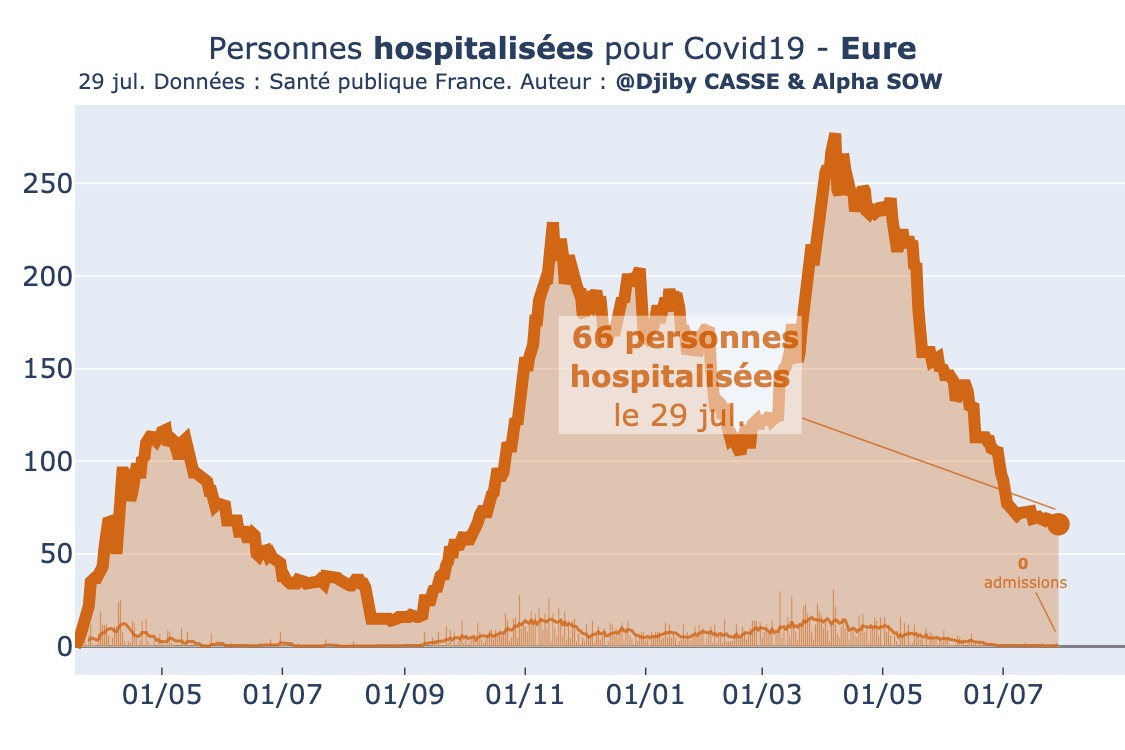 Personnes hospitalisées pour Covid19 - Eure
29 jul. Données : Santé publique France. Auteur : @Djiby CASSE & Alpha SOW
250
200
150
100
50
0
66 personnes
hospitalisées
le 29 jul.
0
admissions
01/05 01/07 01/09 01/11 01/01 01/03 01/05 01/07